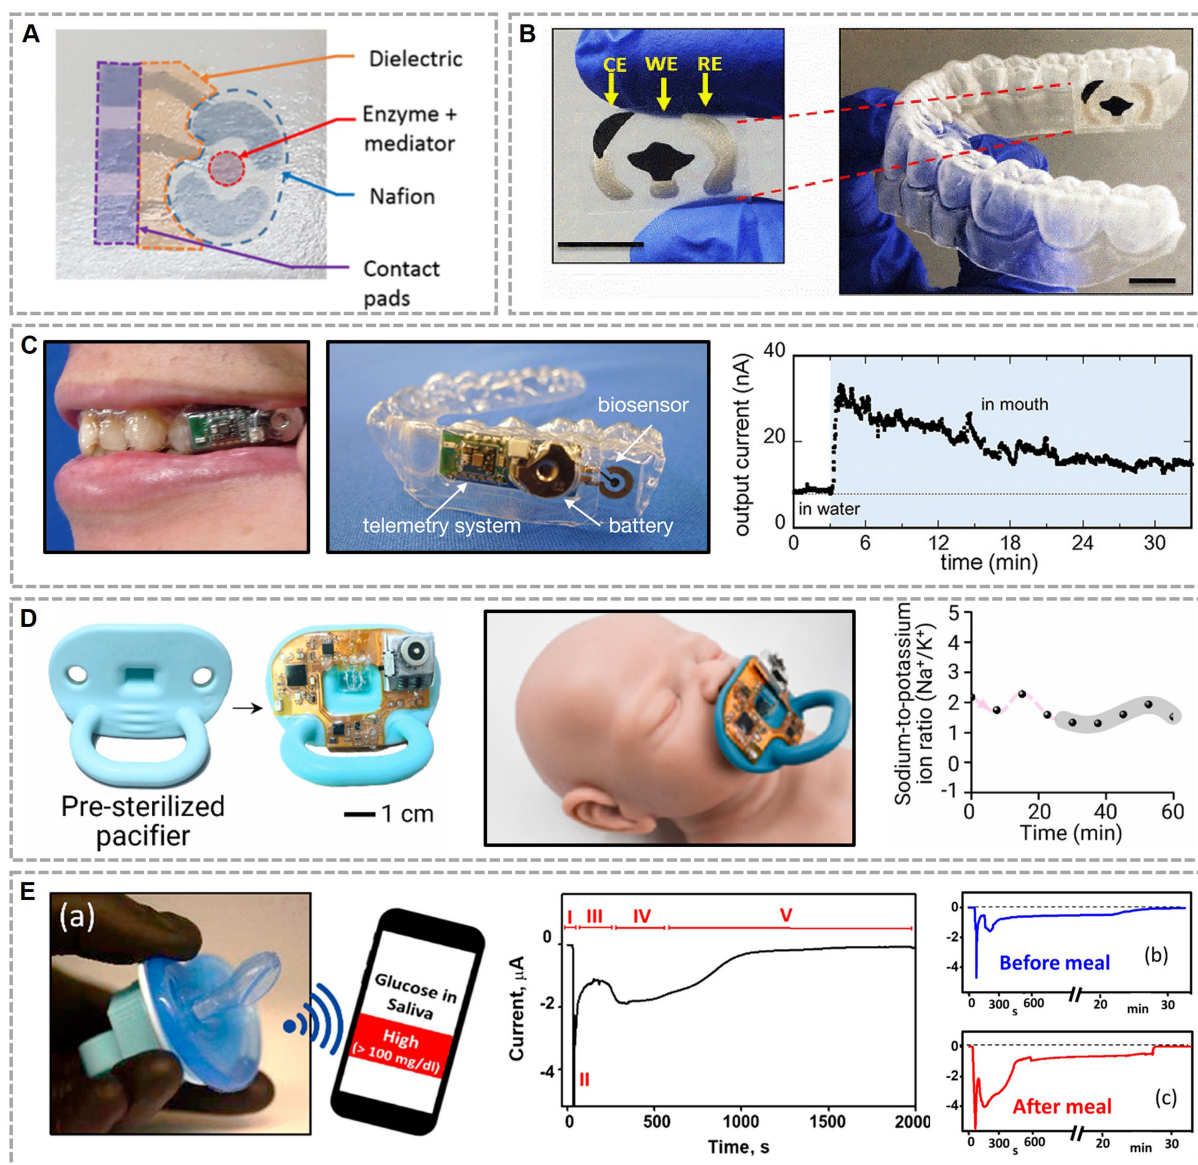 A
Dielectric
Enzyme +
mediator
Nafion
Contact
pads
B
CE WE RE
C
biosensor
telemetry system
battery
output current (nA)
40
20
0
in mouth
in water
0 6 12 18 24 30
time (min)
D
Pre-sterilized
pacifier
1 cm
Sodium-to-potassium
ion ratio (Na⁺/K⁺)
5
4
3
2
1
0
-1
0 20 40 60
Time (min)
E
(a)
Glucose in
Saliva
High
(> 100 mg/dl)
Current, µA
0
-2
-4
I III IV V
II
0 500 1000 1500 2000
Time, s
0
-2
-4
Before meal
(b)
0 300 600 20 30
s min
0
-2
-4
After meal
(c)
0 300 600 20 30
s min